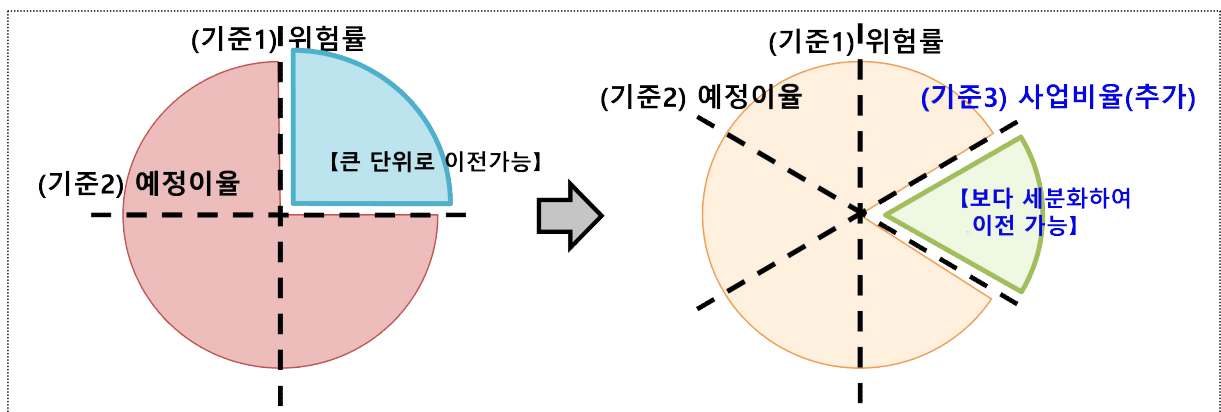 (기준1) 위험률
(기준2) 예정이율
【큰 단위로 이전가능】
(기준1) 위험률
(기준2) 예정이율
(기준3) 사업비율(추가)
【보다 세분화하여
이전 가능】